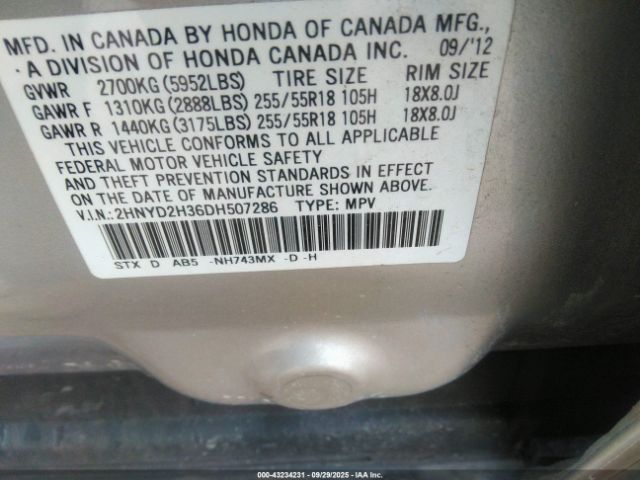 MFD. IN CANADA BY HONDA OF CANADA MFG.,
A DIVISION OF HONDA CANADA INC. 09/'12
GVWR 2700KG (5952LBS) TIRE SIZE RIM SIZE
GAWR F 1310KG (2888LBS) 255/55R18 105H 18X8.0J
GAWR R 1440KG (3175LBS) 255/55R18 105H 18X8.0J
THIS VEHICLE CONFORMS TO ALL APPLICABLE
FEDERAL MOTOR VEHICLE SAFETY
AND THEFT PREVENTION STANDARDS IN EFFECT
ON THE DATE OF MANUFACTURE SHOWN ABOVE.
V.I.N.: 2HNYD2H36DH507286 TYPE: MPV
STX D AB5 -NH743MX -D -H
000-43234231 | 09/29/2025 | IAA Inc.